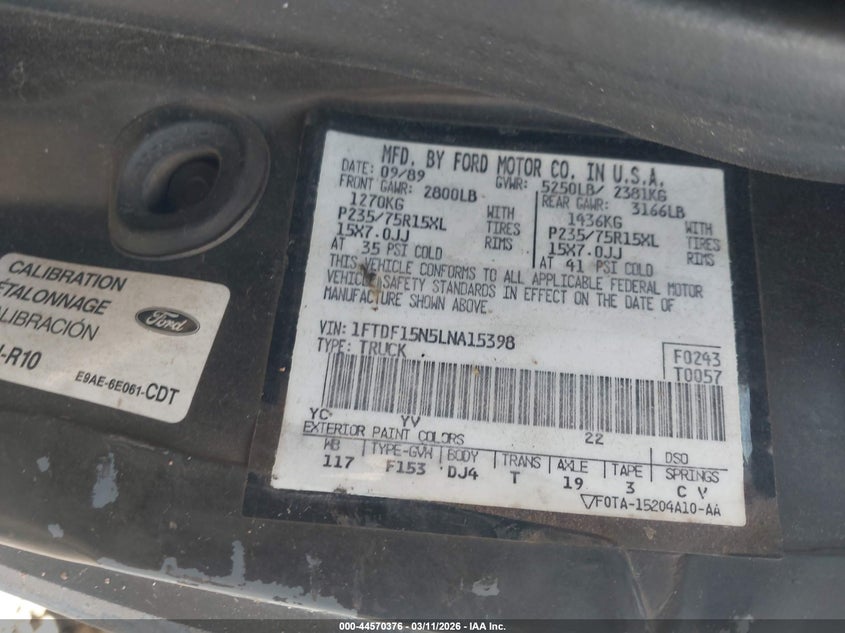 MFD. BY FORD MOTOR CO. IN U.S.A.
DATE: 09/89 GVWR: 5250LB/ 2381KG
FRONT GAWR: 2800LB REAR GAWR: 3166LB
1270KG WITH 1436KG WITH
P235/75R15XL TIRES P235/75R15XL TIRES
15X7.0JJ RIMS 15X7.0JJ RIMS
AT 35 PSI COLD AT 41 PSI COLD
THIS VEHICLE CONFORMS TO ALL APPLICABLE FEDERAL MOTOR
VEHICLE SAFETY STANDARDS IN EFFECT ON THE DATE OF
MANUFACTURE SHOWN ABOVE.
VIN: 1FTDF15N5LNA15398
TYPE: TRUCK
F0243
T0057
YC YV 22
EXTERIOR PAINT COLORS DSO
WB TYPE-GVW BODY TRANS AXLE TAPE SPRINGS
117 F153 DJ4 T 19 3 C V
F0TA-15204A10-AA
CALIBRATION
ÉTALONNAGE
CALIBRACIÓN
Ford
-R10
E9AE-6E061-CDT
000-44570376 - 03/11/2026 - IAA Inc.